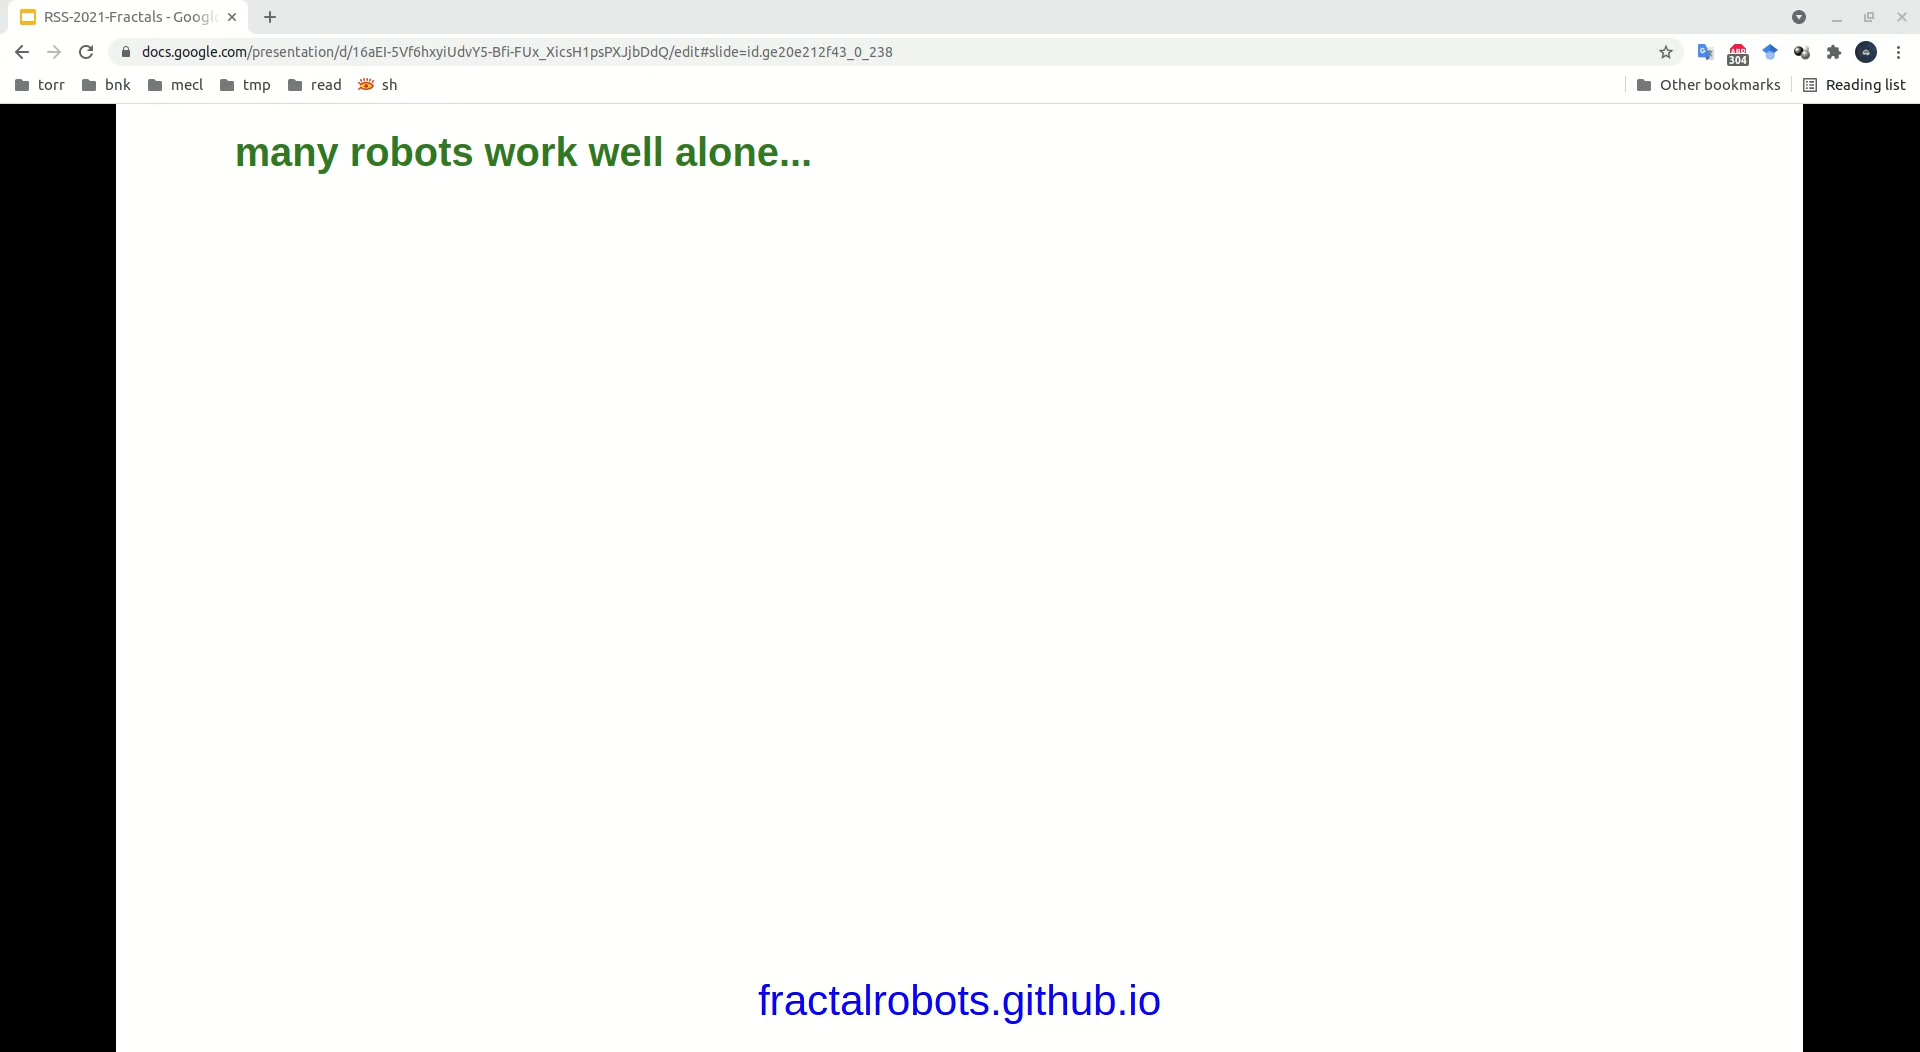 RSS-2021-Fractals - Googl
docs.google.com/presentation/d/16aEI-5Vf6hxyiUdvY5-Bfi-FUx_XicsH1psPXJjbDdQ/edit#slide=id.ge20e212f43_0_238
304
torr bnk mecl tmp read sh Other bookmarks Reading list
many robots work well alone...
fractalrobots.github.io